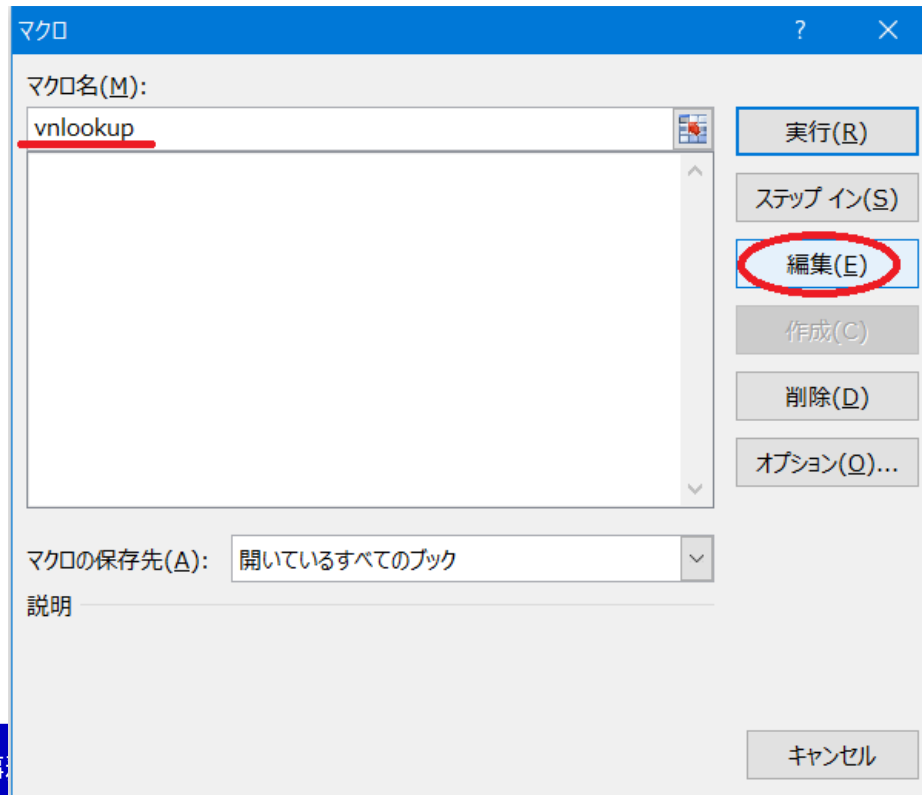 マクロ ?
マクロ名(M):
vnlookup
実行(R)
ステップ イン(S)
編集(E)
作成(C)
削除(D)
オプション(O)...
マクロの保存先(A): 開いているすべてのブック
説明
キャンセル